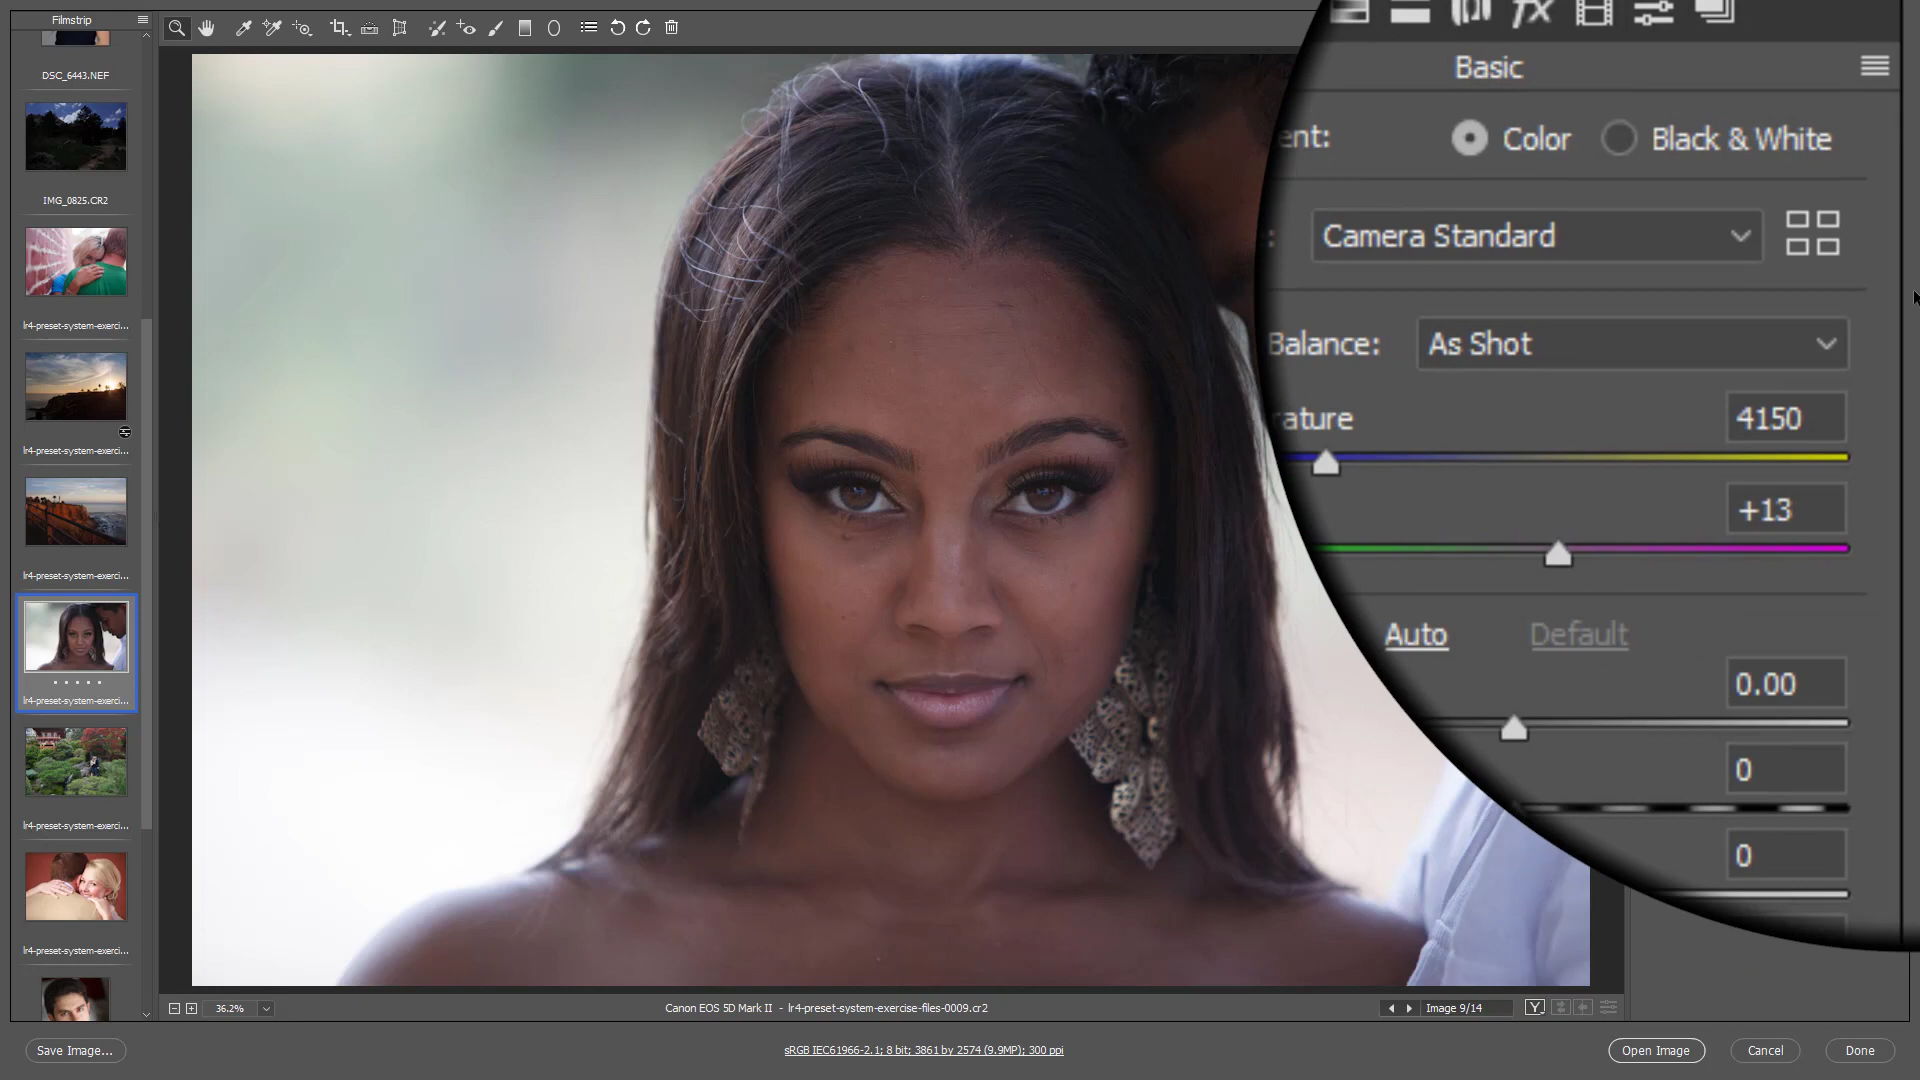 Filmstrip
DSC_6443.NEF
IMG_0825.CR2
lr4-preset-system-exerci...
lr4-preset-system-exerci...
lr4-preset-system-exerci...
lr4-preset-system-exerci...
lr4-preset-system-exerci...
lr4-preset-system-exerci...
fx
Basic
ent:
Color
Black & White
:
Camera Standard
Balance:
As Shot
rature
4150
+13
Auto
Default
0.00
0
0
36.2%
Canon EOS 5D Mark II - lr4-preset-system-exercise-files-0009.cr2
Image 9/14
Y
Save Image...
sRGB IEC61966-2.1; 8 bit; 3861 by 2574 (9.9MP); 300 ppi
Open Image
Cancel
Done